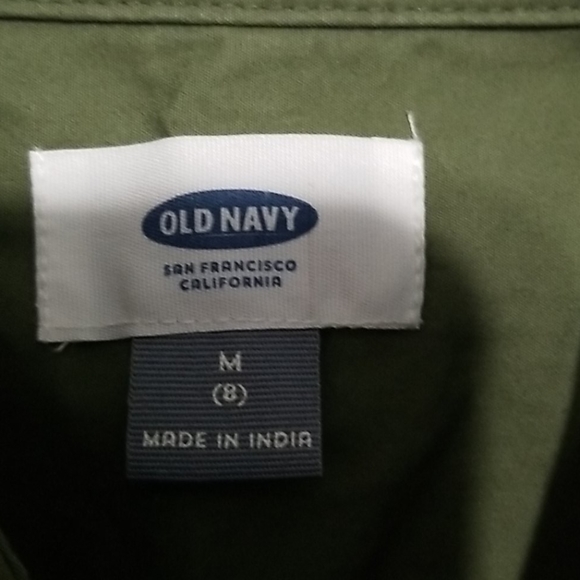 OLD NAVY
SAN FRANCISCO
CALIFORNIA
M
(8)
MADE IN INDIA